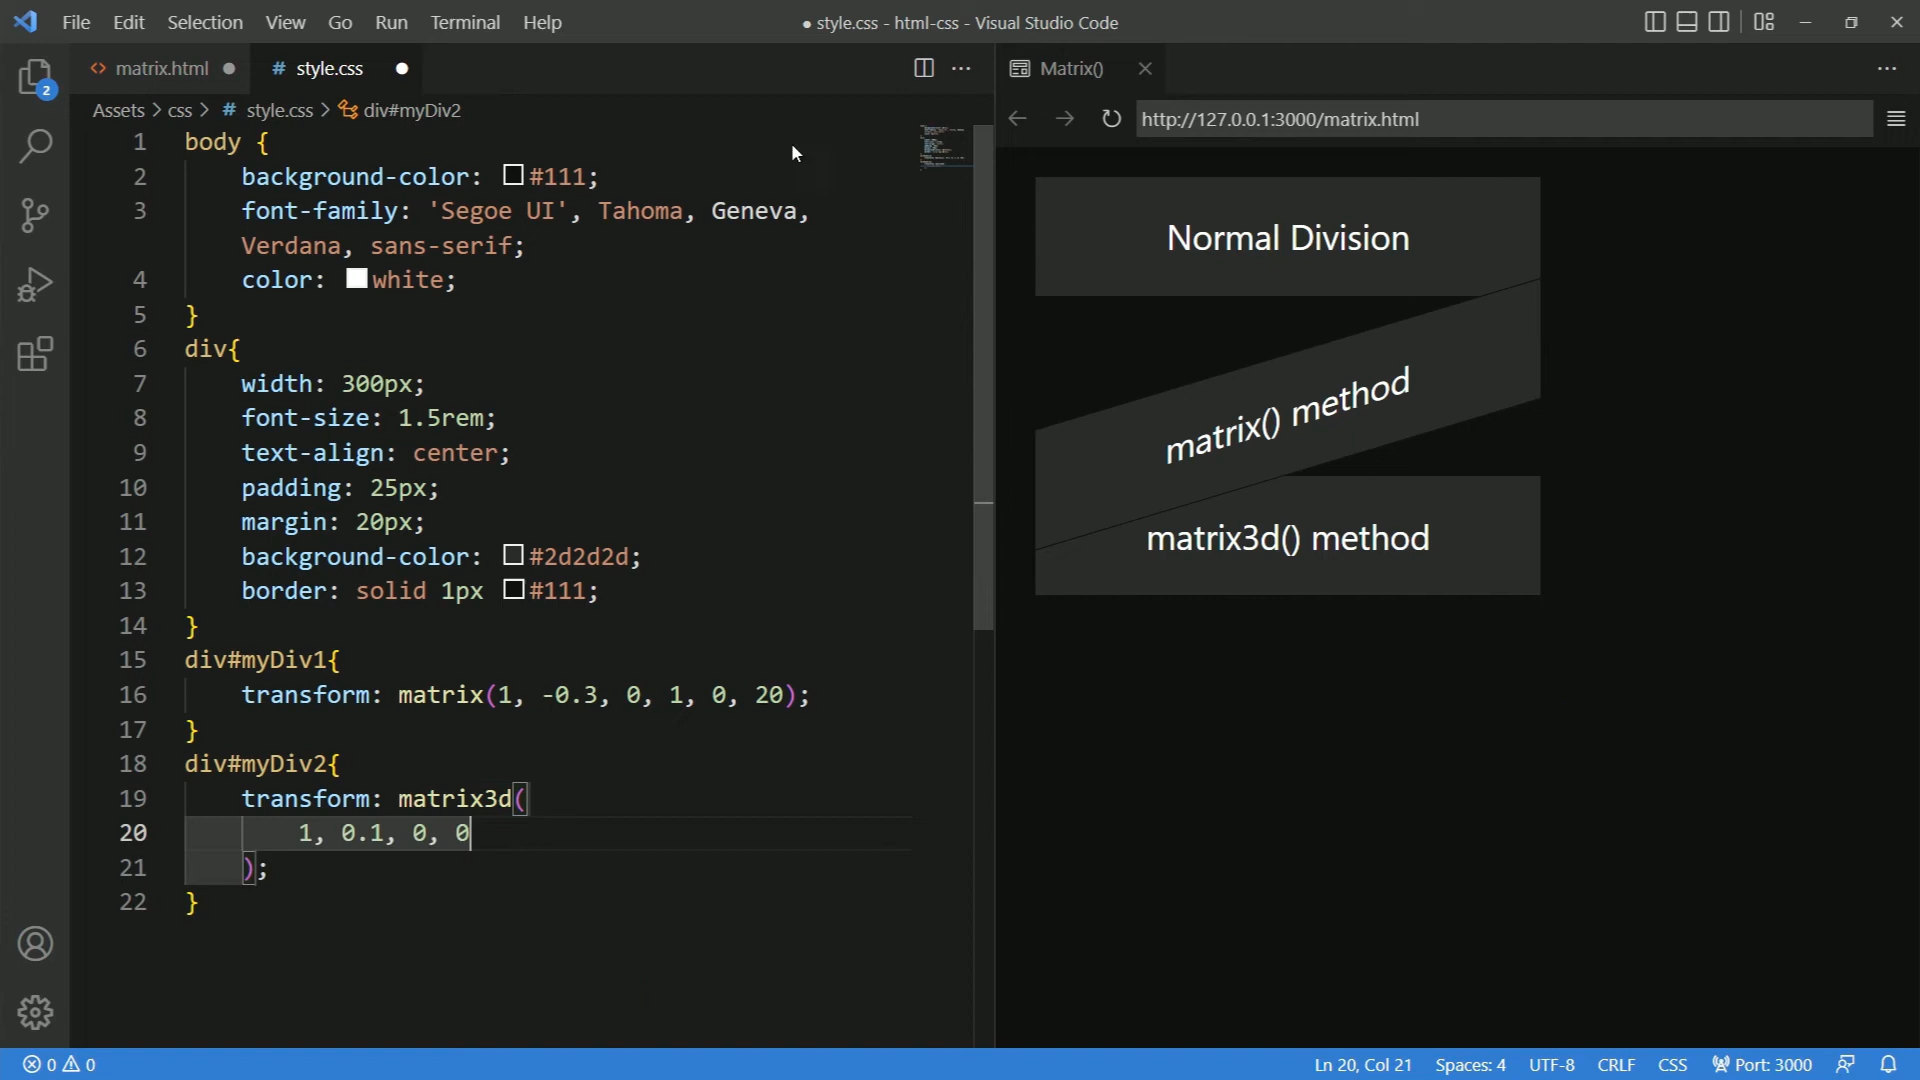 File Edit Selection View Go Run Terminal Help
● style.css - html-css - Visual Studio Code
matrix.html
# style.css
Matrix()
Assets > css > # style.css > div#myDiv2
http://127.0.0.1:3000/matrix.html
2
1 body {
2 background-color: #111;
3 font-family: 'Segoe UI', Tahoma, Geneva,
Verdana, sans-serif;
4 color: white;
5 }
6 div{
7 width: 300px;
8 font-size: 1.5rem;
9 text-align: center;
10 padding: 25px;
11 margin: 20px;
12 background-color: #2d2d2d;
13 border: solid 1px #111;
14 }
15 div#myDiv1{
16 transform: matrix(1, -0.3, 0, 1, 0, 20);
17 }
18 div#myDiv2{
19 transform: matrix3d(
20 1, 0.1, 0, 0
21 );
22 }
Normal Division
matrix() method
matrix3d() method
0 0
Ln 20, Col 21
Spaces: 4
UTF-8
CRLF
CSS
Port: 3000